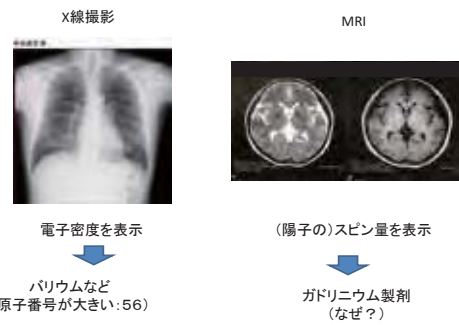 X線撮影
MRI
電子密度を表示
(陽子の)スピン量を表示
バリウムなど
原子番号が大きい:56)
ガドリニウム製剤
(なぜ?)